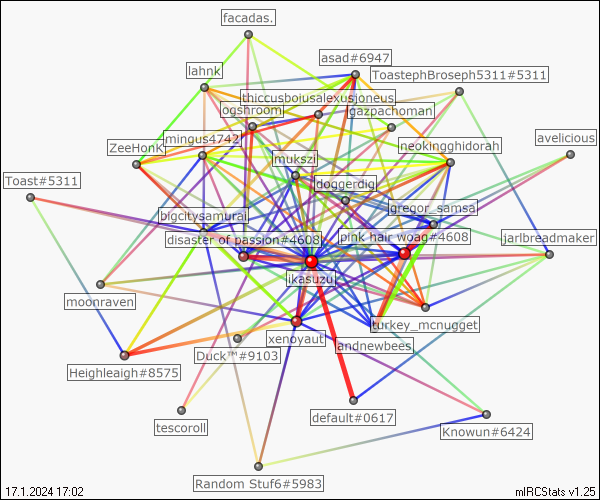 facadas.
asad#6947
lahnk
ToastephBroseph5311#5311
thiccusbojusalexusjoneus
ogshroom
gazpachoman
mingus4742
neokingghidorah
avelicious
ZeeHonk
mukszi
Toast#5311
doggerdig
gregor_samsa
bigcitysamurai
disaster of passion#4608
pink hair woag#4608
jarlbreadmaker
ikasuzu
moonraven
turkey_mcnugget
xenoyaut
andnewbees
Duck™#9103
Heighleaigh#8575
default#0617
tescoroll
Knowun#6424
Random Stuf6#5983
17.1.2024 17:02
mIRCStats v1.25